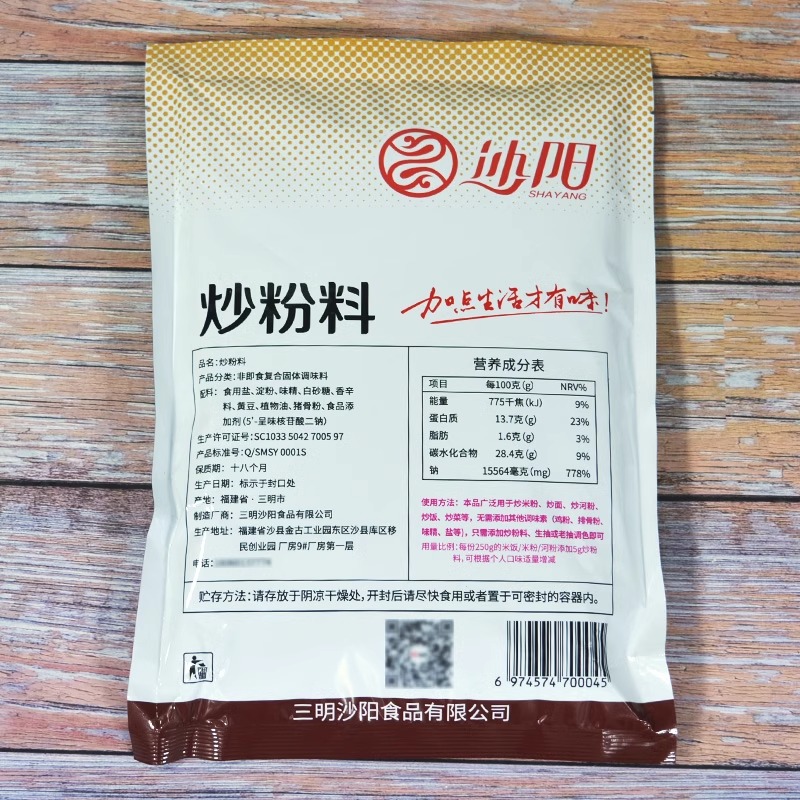 沙阳
SHAYANG
炒粉料
加点生活才有味!
品名:炒粉料
产品分类:非即食复合固体调味料
配料:食用盐、淀粉、味精、白砂糖、香辛
料、黄豆、植物油、猪骨粉、食品添
加剂(5'-呈味核苷酸二钠)
生产许可证号:SC1033 5042 7005 97
产品标准号:Q/SMSY 0001S
保质期:十八个月
生产日期:标示于封口处
产地:福建省·三明市
制造商:三明沙阳食品有限公司
生产地址:福建省沙县金古工业园东区沙县库区移
民创业园 厂房9#厂房第一层
电话:
营养成分表
项目 每100克(g) NRV%
能量 775千焦(kJ) 9%
蛋白质 13.7克(g) 23%
脂肪 1.6克(g) 3%
碳水化合物 28.4克(g) 9%
钠 15564毫克(mg) 778%
使用方法:本品广泛用于炒米粉、炒面、炒河粉、
炒饭、炒菜等,无需添加其他调味素(鸡粉、排骨粉、
味精、盐等),只需添加炒粉料、生抽或老抽调色即可
用量比例:每份250g的米饭/米粉/河粉添加5g炒粉
料,可根据个人口味适量增减
贮存方法:请存放于阴凉干燥处,开封后请尽快食用或者置于可密封的容器内。
6 974574 700045
三明沙阳食品有限公司